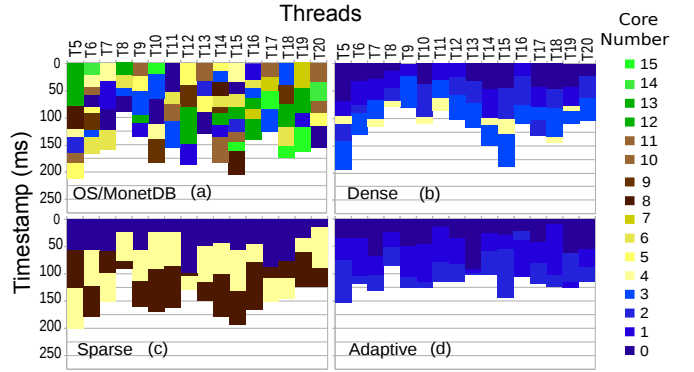 Threads
T5 T6 T7 T8 T9 T10 T11 T12 T13 T14 T15 T16 T17 T18 T19 T20
T5 T6 T7 T8 T9 T10 T11 T12 T13 T14 T15 T16 T17 T18 T19 T20
Core
Number
Timestamp (ms)
0
50
100
150
200
250
OS/MonetDB (a)
Dense (b)
0
50
100
150
200
250
Sparse (c)
Adaptive (d)
15
14
13
12
11
10
9
8
7
6
5
4
3
2
1
0